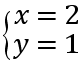 x = 2
y = 1